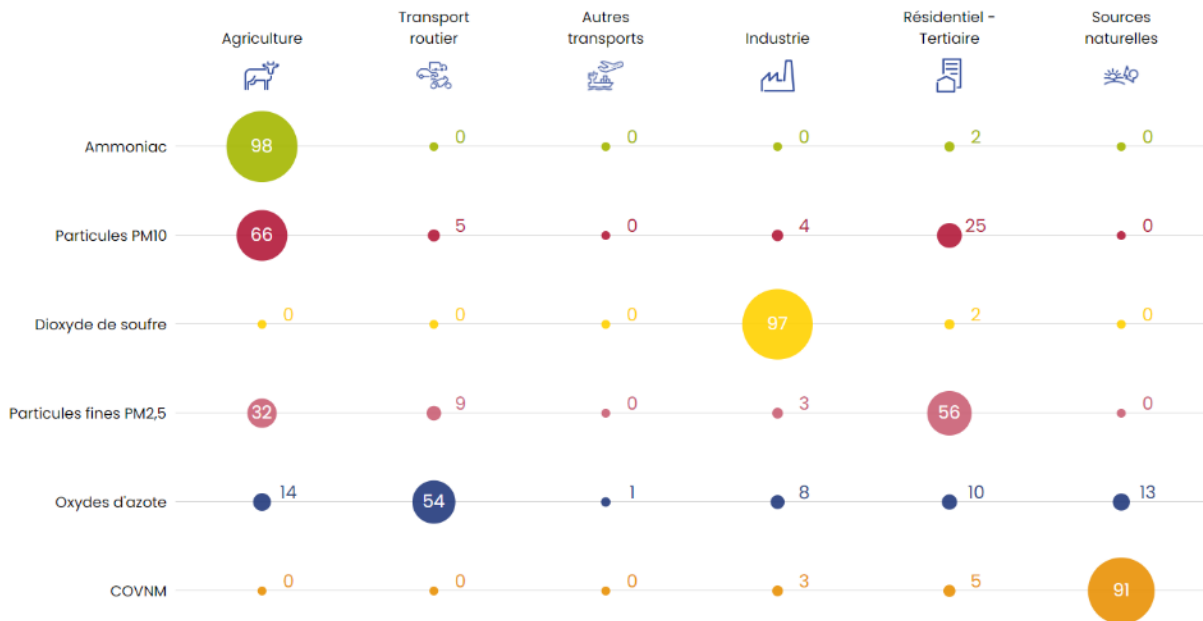 Agriculture
Transport
routier
Autres
transports
Industrie
Résidentiel -
Tertiaire
Sources
naturelles
Ammoniac 98 0 0 0 2 0
Particules PM10 66 5 0 4 25 0
Dioxyde de soufre 0 0 0 97 2 0
Particules fines PM2,5 32 9 0 3 56 0
Oxydes d'azote 14 54 1 8 10 13
COVNM 0 0 0 3 5 91